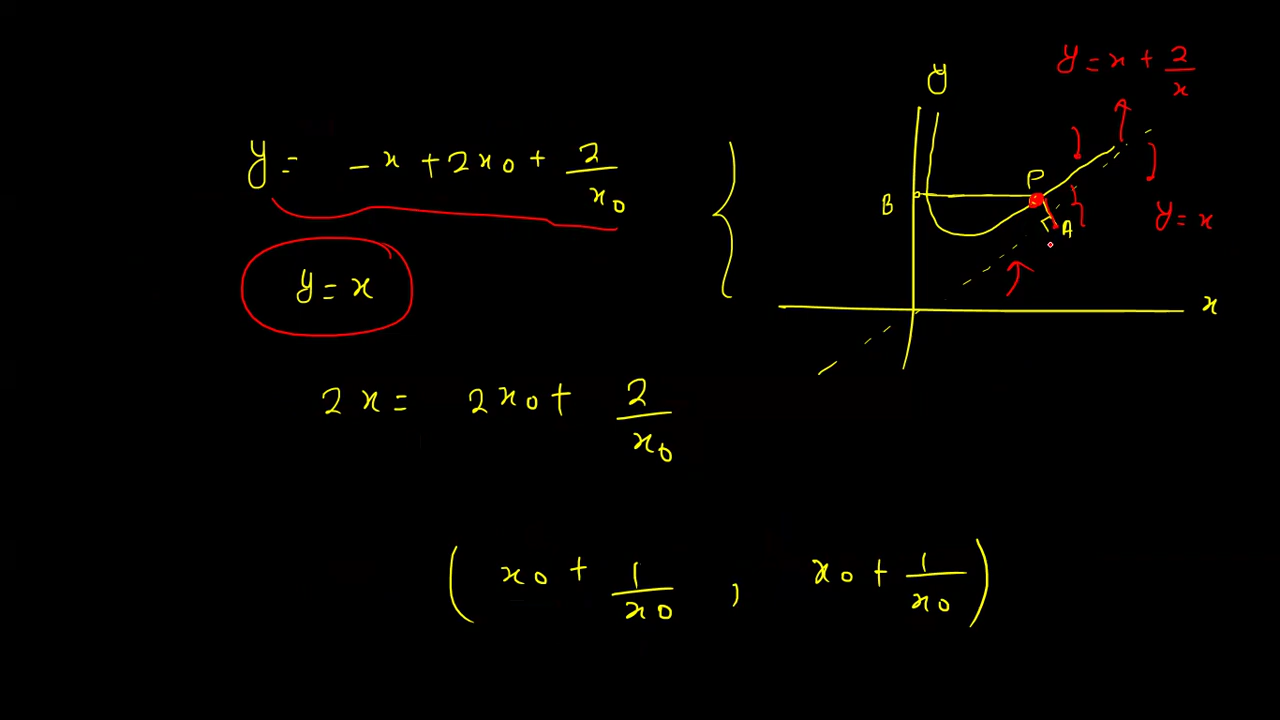 y = -x + 2x₀ + 2/x₀
y = x
2x = 2x₀ + 2/x₀
(x₀ + 1/x₀ , x₀ + 1/x₀)
y = x + 2/x
y
P
B
A
y = x
x